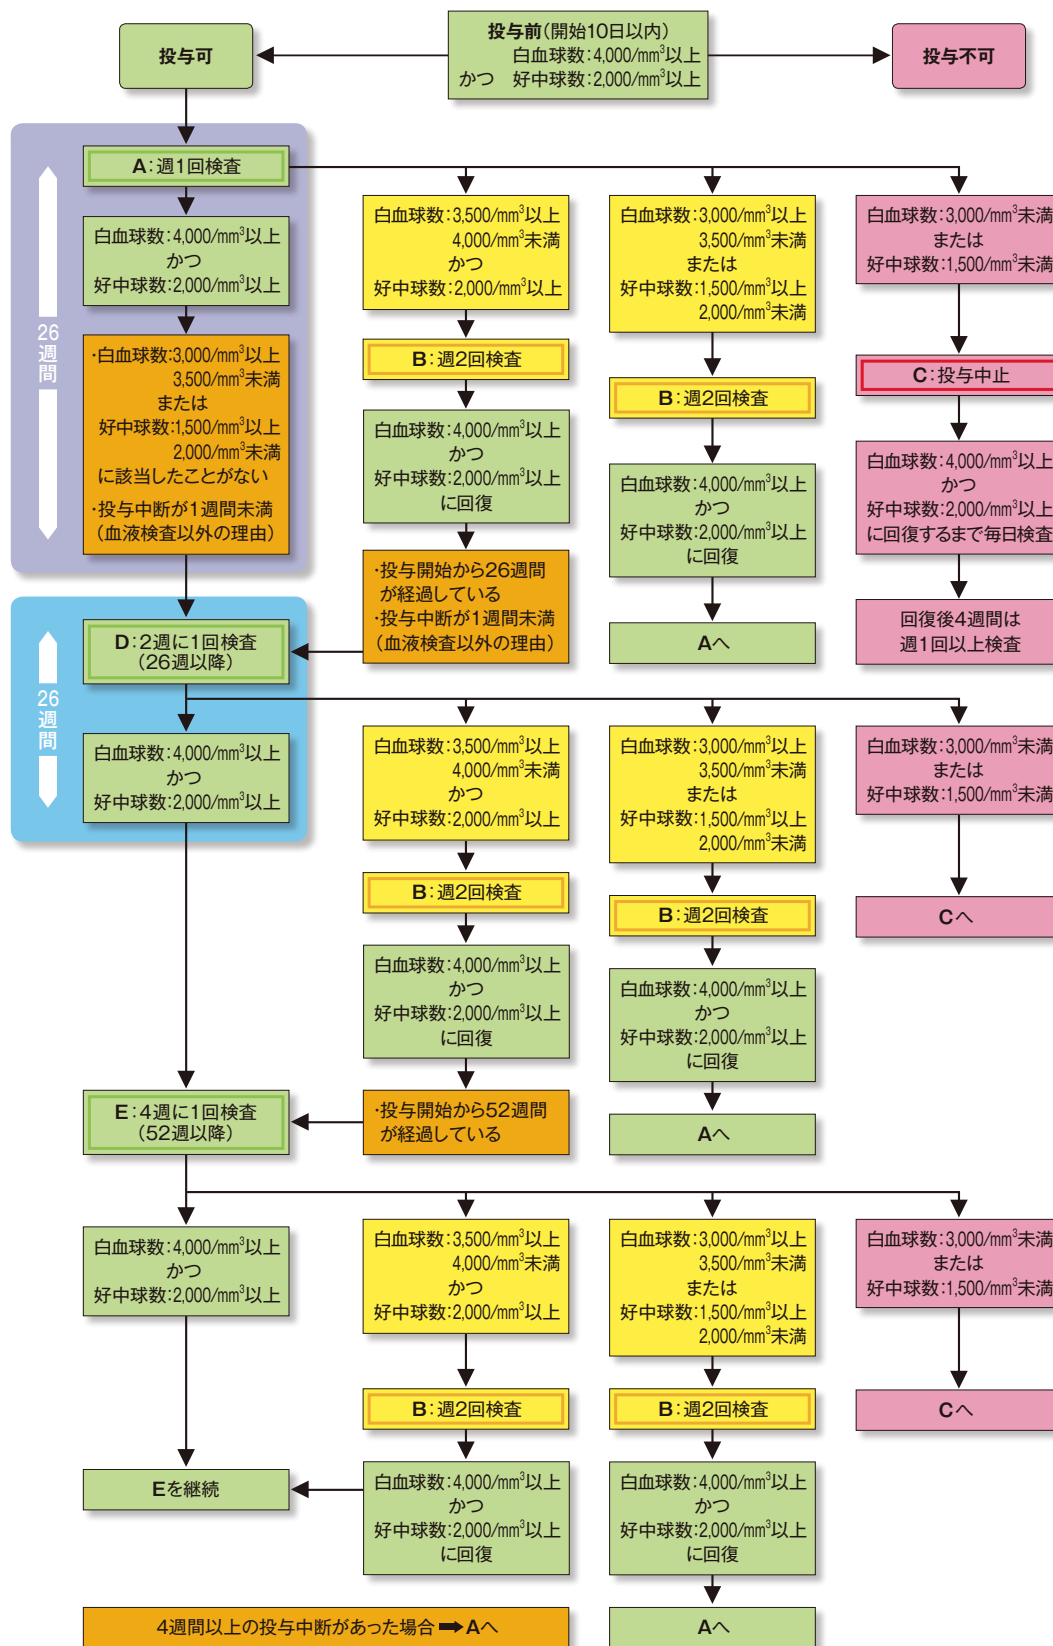 投与前(開始10日以内)
白血球数:4,000/mm³以上
かつ 好中球数:2,000/mm³以上
投与可
投与不可
26週間
A:週1回検査
白血球数:4,000/mm³以上
かつ
好中球数:2,000/mm³以上
・白血球数:3,000/mm³以上
3,500/mm³未満
または
好中球数:1,500/mm³以上
2,000/mm³未満
に該当したことがない
・投与中断が1週間未満
(血液検査以外の理由)
白血球数:3,500/mm³以上
4,000/mm³未満
かつ
好中球数:2,000/mm³以上
B:週2回検査
白血球数:4,000/mm³以上
かつ
好中球数:2,000/mm³以上
に回復
・投与開始から26週間
が経過している
・投与中断が1週間未満
(血液検査以外の理由)
白血球数:3,000/mm³以上
3,500/mm³未満
または
好中球数:1,500/mm³以上
2,000/mm³未満
B:週2回検査
白血球数:4,000/mm³以上
かつ
好中球数:2,000/mm³以上
に回復
Aへ
白血球数:3,000/mm³未満
または
好中球数:1,500/mm³未満
C:投与中止
白血球数:4,000/mm³以上
かつ
好中球数:2,000/mm³以上
に回復するまで毎日検査
回復後4週間は
週1回以上検査
26週間
D:2週に1回検査
(26週以降)
白血球数:4,000/mm³以上
かつ
好中球数:2,000/mm³以上
白血球数:3,500/mm³以上
4,000/mm³未満
かつ
好中球数:2,000/mm³以上
B:週2回検査
白血球数:4,000/mm³以上
かつ
好中球数:2,000/mm³以上
に回復
・投与開始から52週間
が経過している
白血球数:3,000/mm³以上
3,500/mm³未満
または
好中球数:1,500/mm³以上
2,000/mm³未満
B:週2回検査
白血球数:4,000/mm³以上
かつ
好中球数:2,000/mm³以上
に回復
Aへ
白血球数:3,000/mm³未満
または
好中球数:1,500/mm³未満
Cへ
E:4週に1回検査
(52週以降)
白血球数:4,000/mm³以上
かつ
好中球数:2,000/mm³以上
Eを継続
白血球数:3,500/mm³以上
4,000/mm³未満
かつ
好中球数:2,000/mm³以上
B:週2回検査
白血球数:4,000/mm³以上
かつ
好中球数:2,000/mm³以上
に回復
白血球数:3,000/mm³以上
3,500/mm³未満
または
好中球数:1,500/mm³以上
2,000/mm³未満
B:週2回検査
白血球数:4,000/mm³以上
かつ
好中球数:2,000/mm³以上
に回復
Aへ
白血球数:3,000/mm³未満
または
好中球数:1,500/mm³未満
Cへ
4週間以上の投与中断があった場合➡Aへ